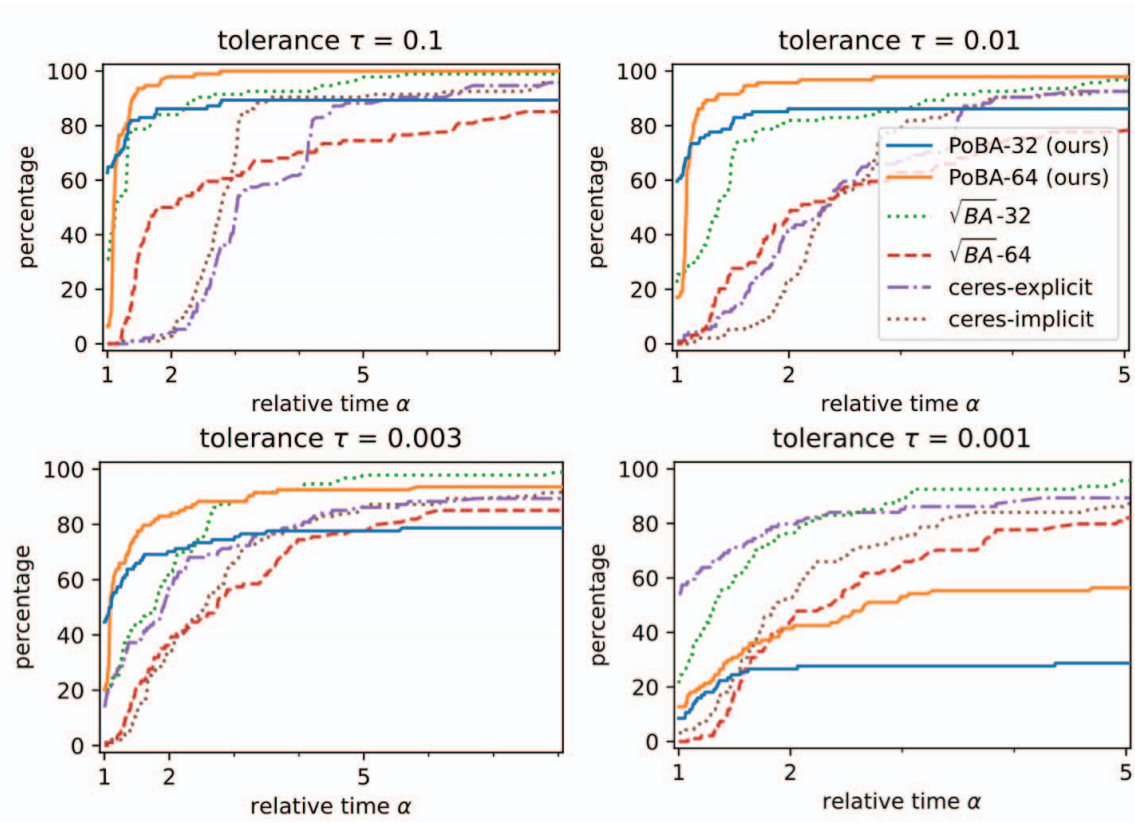 tolerance τ = 0.1
percentage
100
80
60
40
20
0
1 2 5
relative time α
tolerance τ = 0.01
percentage
100
80
60
40
20
0
PoBA-32 (ours)
PoBA-64 (ours)
√BA-32
√BA-64
ceres-explicit
ceres-implicit
1 2 5
relative time α
tolerance τ = 0.003
percentage
100
80
60
40
20
0
1 2 5
relative time α
tolerance τ = 0.001
percentage
100
80
60
40
20
0
1 2 5
relative time α